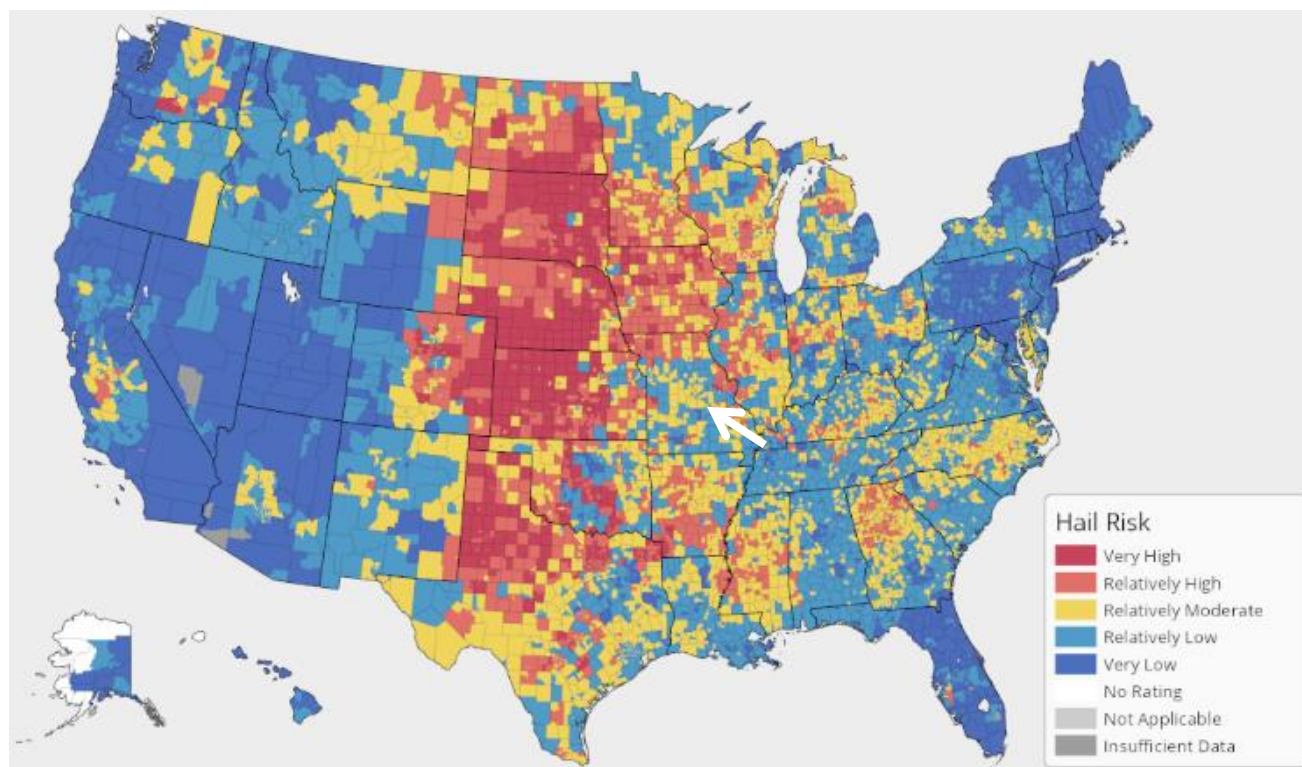 Hail Risk
Very High
Relatively High
Relatively Moderate
Relatively Low
Very Low
No Rating
Not Applicable
Insufficient Data